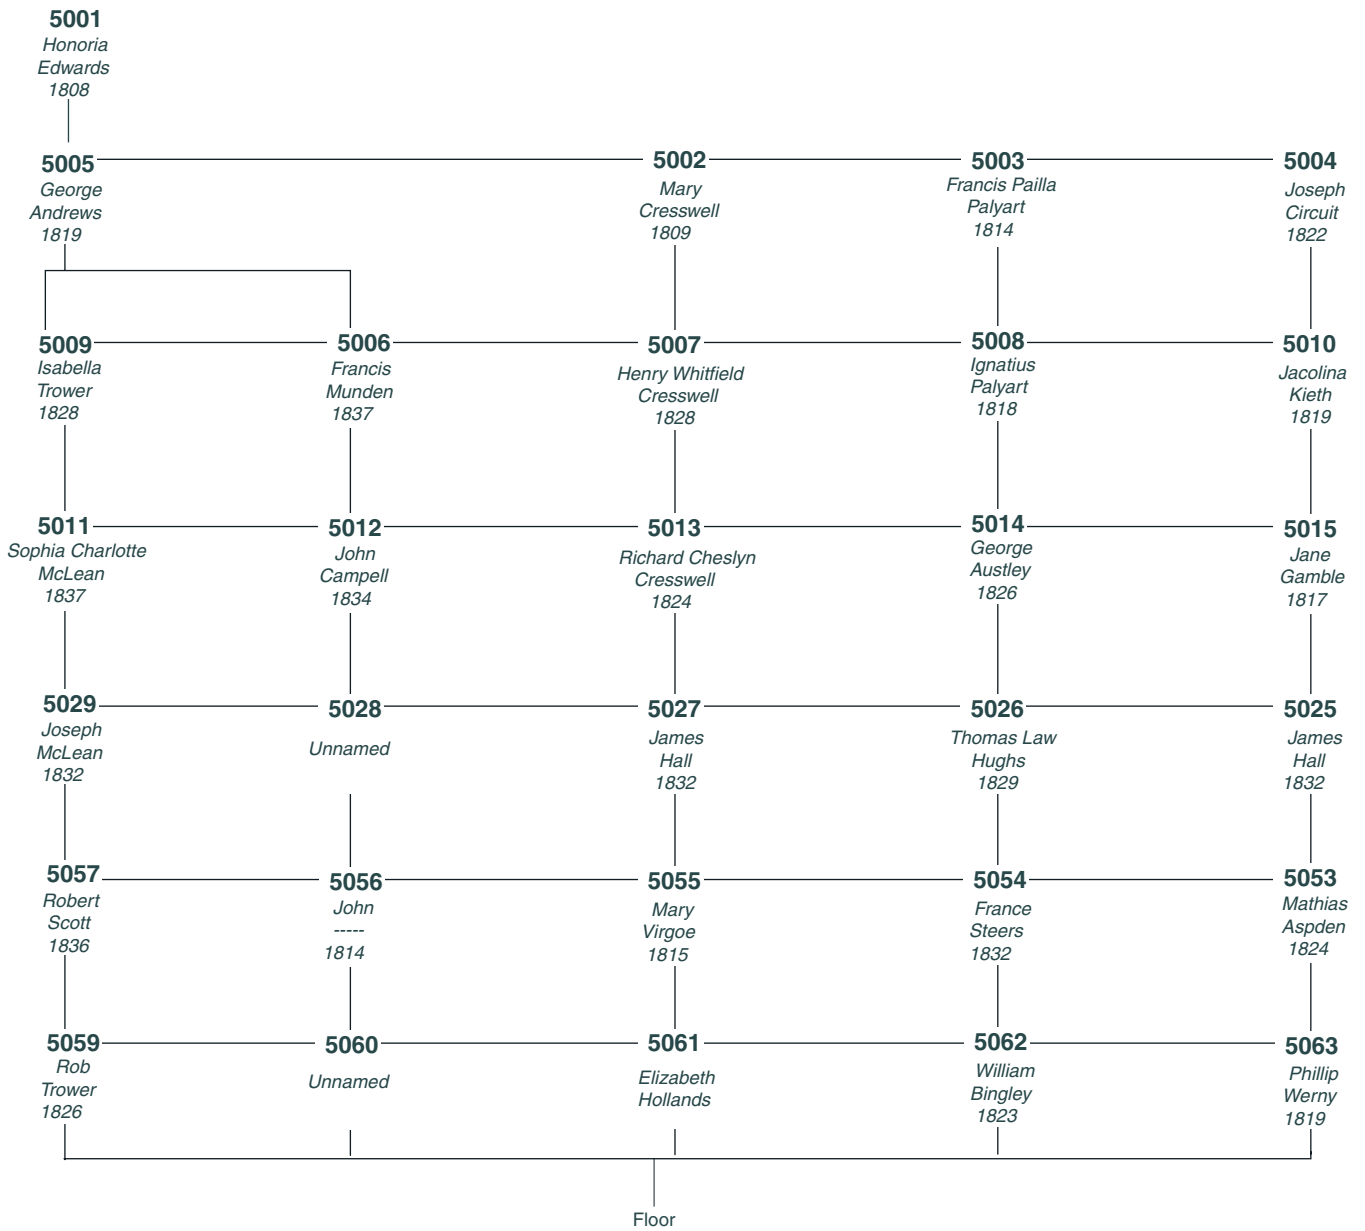 5001
Honoria
Edwards
1808
5005
George
Andrews
1819
5002
Mary
Cresswell
1809
5003
Francis Pailla
Palyart
1814
5004
Joseph
Circuit
1822
5009
Isabella
Trower
1828
5006
Francis
Munden
1837
5007
Henry Whitfield
Cresswell
1828
5008
Ignatius
Palyart
1818
5010
Jacolina
Kieth
1819
5011
Sophia Charlotte
McLean
1837
5012
John
Campell
1834
5013
Richard Cheslyn
Cresswell
1824
5014
George
Austley
1826
5015
Jane
Gamble
1817
5029
Joseph
McLean
1832
5028
Unnamed
5027
James
Hall
1832
5026
Thomas Law
Hughs
1829
5025
James
Hall
1832
5057
Robert
Scott
1836
5056
John
-----
1814
5055
Mary
Virgoe
1815
5054
France
Steers
1832
5053
Mathias
Aspden
1824
5059
Rob
Trower
1826
5060
Unnamed
5061
Elizabeth
Hollands
5062
William
Bingley
1823
5063
Phillip
Werny
1819
Floor